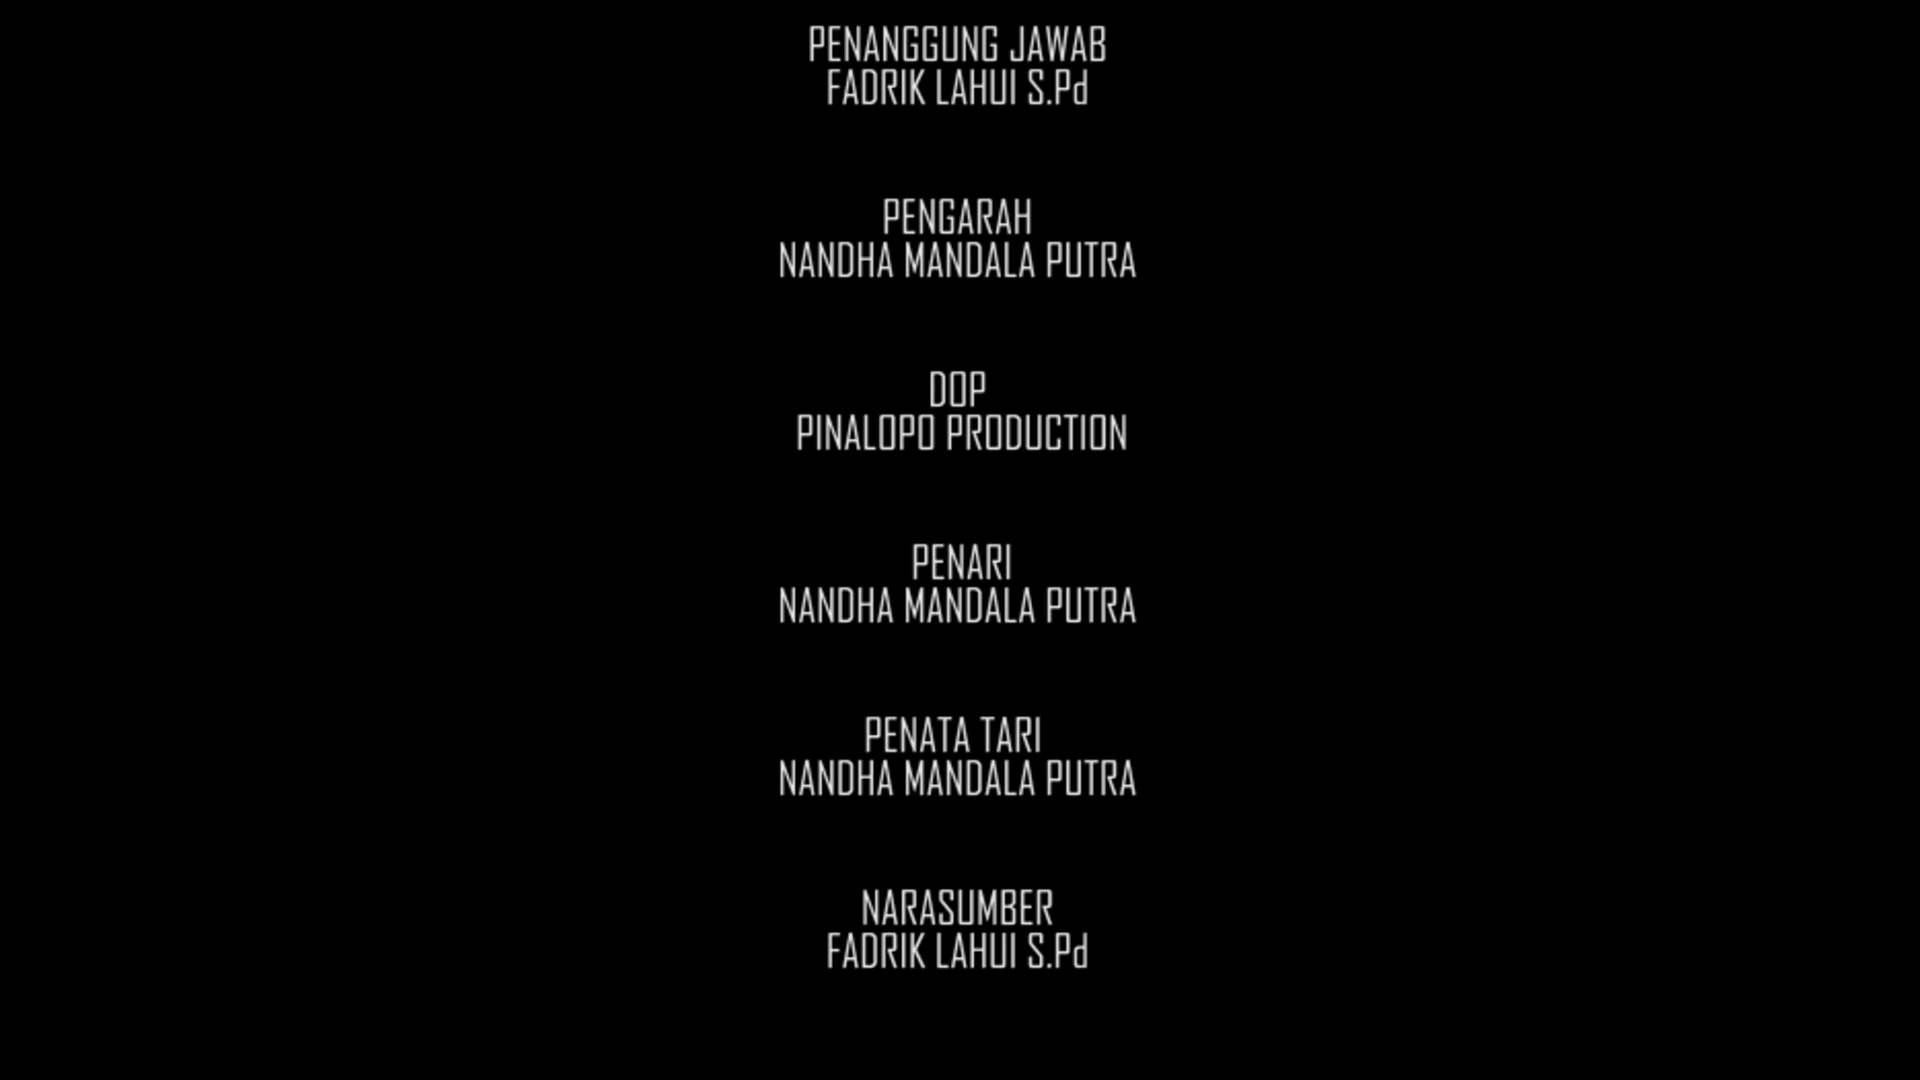 PENANGGUNG JAWAB
FADRIK LAHUI S.Pd
PENGARAH
NANDHA MANDALA PUTRA
DOP
PINALOPO PRODUCTION
PENARI
NANDHA MANDALA PUTRA
PENATA TARI
NANDHA MANDALA PUTRA
NARASUMBER
FADRIK LAHUI S.Pd